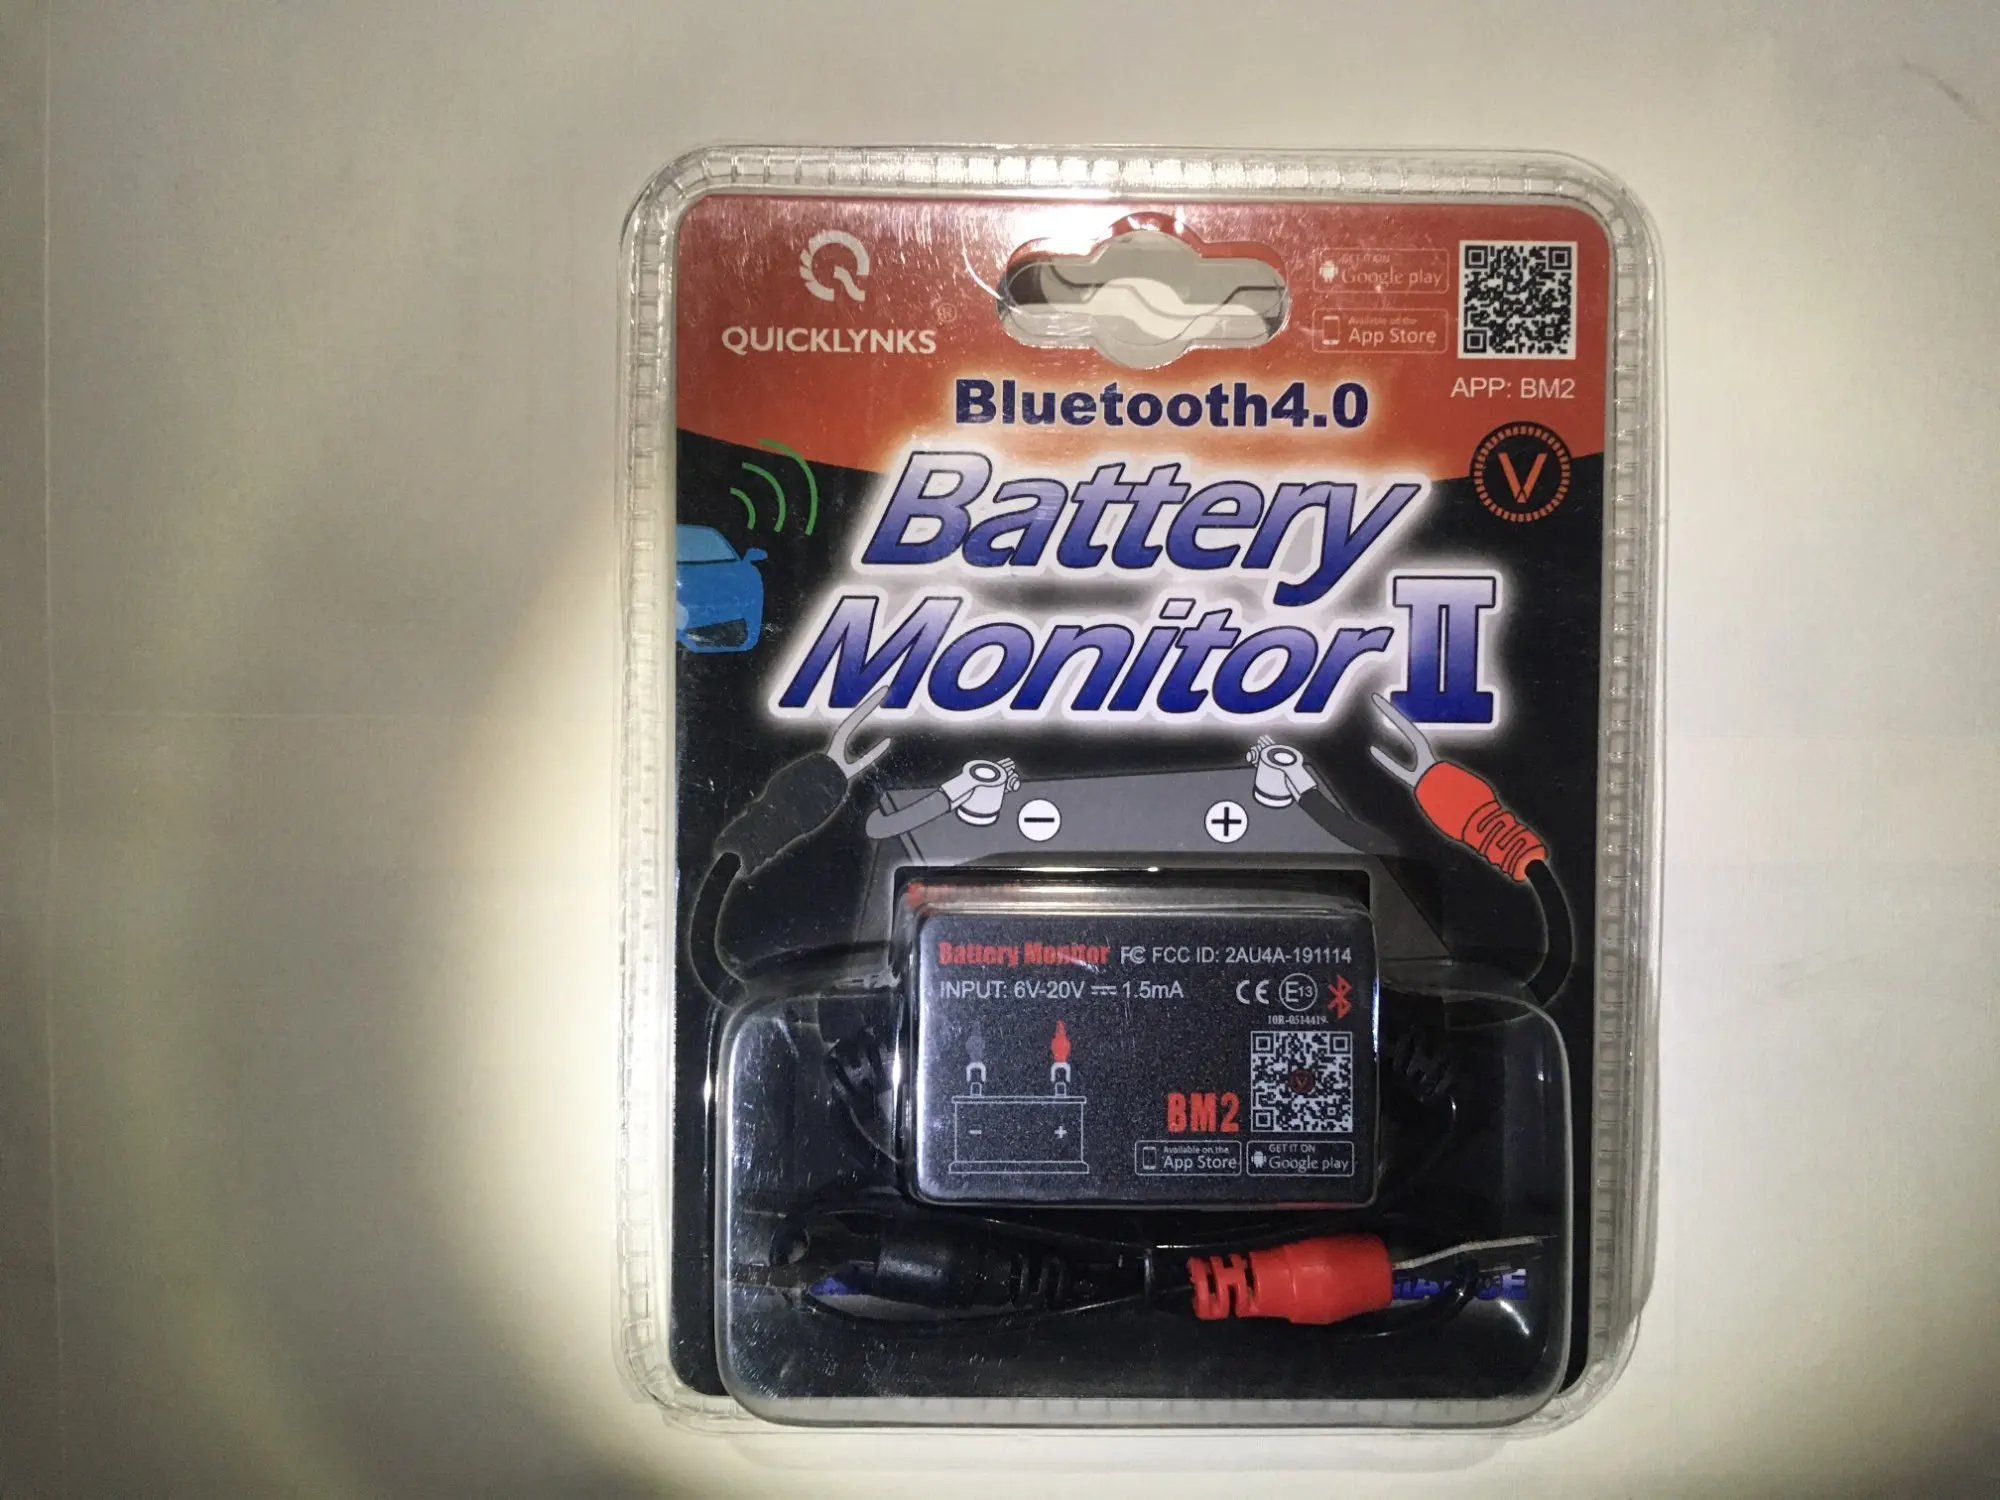 QUICKLYNKS®
GET IT ON
Google play
Available on the
App Store
APP: BM2
Bluetooth4.0
V
Battery
Monitor II
−
+
Battery Monitor FC FCC ID: 2AU4A-191114
INPUT: 6V-20V ⎓ 1.5mA
CE E13
10R-0514419
− +
BM2
Available on the
App Store
GET IT ON
Google play